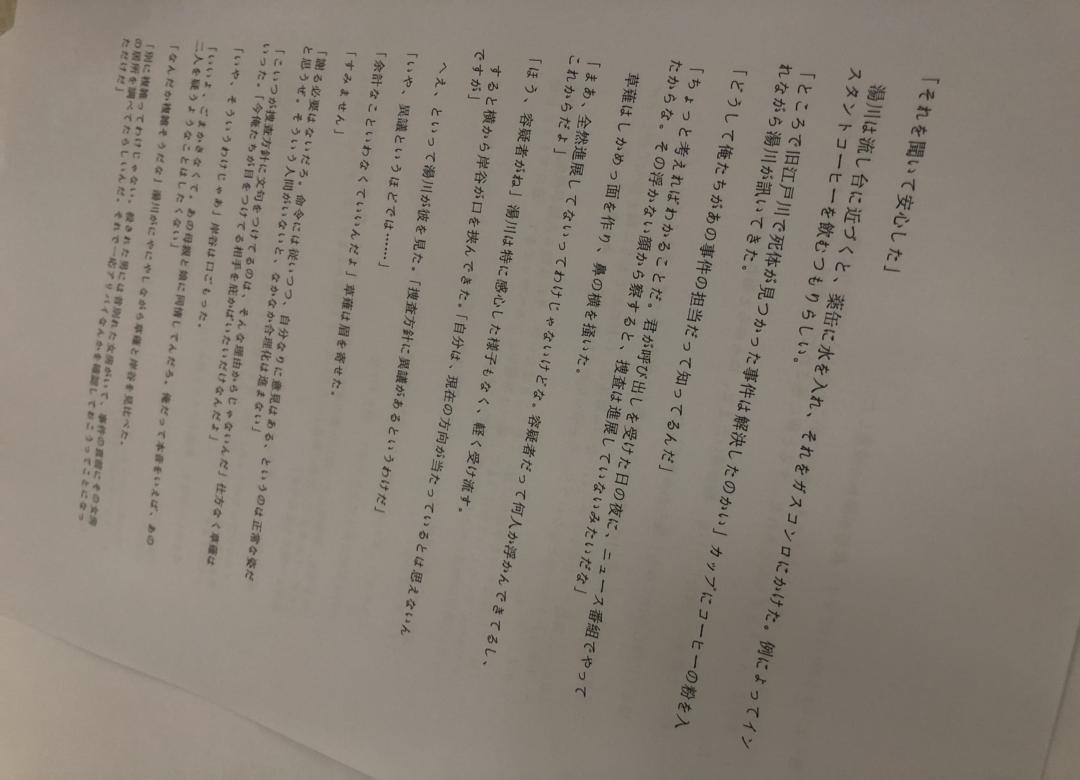 「それを聞いて安心した」
湯川は流し台に近づくと、薬缶に水を入れ、それをガスコンロにかけた。例によってイン
スタントコーヒーを飲むつもりらしい。
「ところで旧江戸川で死体が見つかった事件は解決したのかい」カップにコーヒーの粉を入
れながら湯川が訊いてきた。
「どうして俺たちがあの事件の担当だって知ってるんだ」
「ちょっと考えればわかることだ。君が呼び出しを受けた日の夜に、ニュース番組でやって
たからな。その浮かない顔から察すると、捜査は進展していないみたいだな」
草薙はしかめっ面を作り、鼻の横を掻いた。
「まあ、全然進展してないってわけじゃないけどな。容疑者だって何人か浮かんできてるし、
これからだよ」
「ほう、容疑者がね」湯川は特に感心した様子もなく、軽く受け流す。
すると横から岸谷が口を挟んできた。「自分は、現在の方向が当たっているとは思えないん
ですが」
へえ、といって湯川が彼を見た。「捜査方針に異議があるというわけだ」
「いや、異議というほどでは……」
「余計なこといわなくていいんだよ」草薙は眉を寄せた。
「すみません」
「謝る必要はないだろ。命令には従いつつ、自分なりに意見はある、というのは正常な姿だ
と思うぜ。そういう人間がいないと、なかなか合理化は進まない」
「こいつが捜査方針に文句をつけてるのは、そんな理由からじゃないんだ」仕方なく草薙は
いった。「今俺たちが目をつけてる相手を庇かばいたいだけなんだよ」
「いや、そういうわけじゃあ」岸谷は口ごもった。
「いいよ、ごまかさなくて。あの母親と娘に同情してんだろ。俺だって本音をいえば、あの
二人を疑うようなことはしたくない」
「なんだか複雑そうだな」湯川がにやにやしながら草薙と岸谷を見比べた。
「別に複雑ってわけじゃない。殺された男には昔別れた女房がいて、事件の直前にその女房
の居所を調べてたらしいんだ。それで一応アリバイなんかを確認しておこうってことになっ
ただけだ」